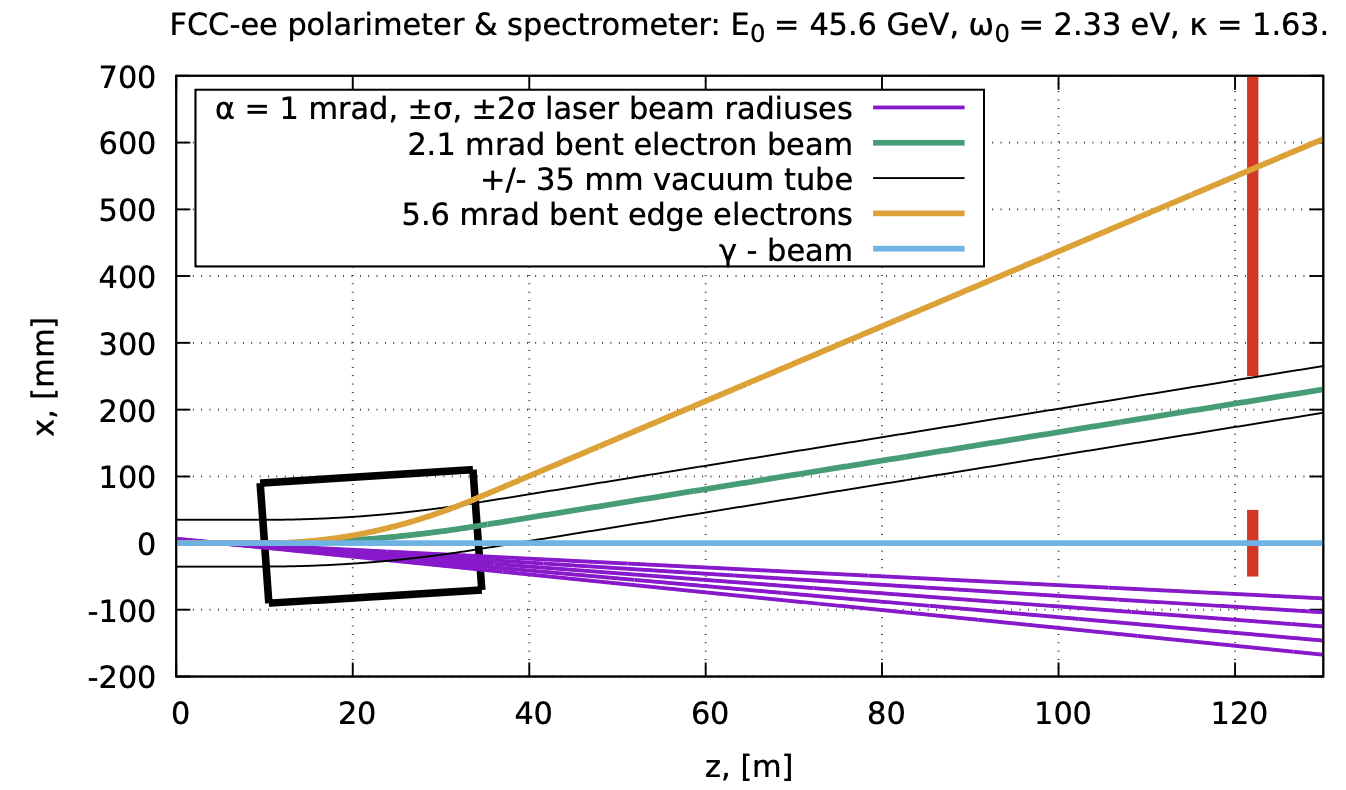 FCC-ee polarimeter & spectrometer: E₀ = 45.6 GeV, ω₀ = 2.33 eV, κ = 1.63.
700
600
500
400
300
200
100
0
-100
-200
x, [mm]
α = 1 mrad, ±σ, ±2σ laser beam radiuses
2.1 mrad bent electron beam
+/- 35 mm vacuum tube
5.6 mrad bent edge electrons
γ - beam
0 20 40 60 80 100 120
z, [m]